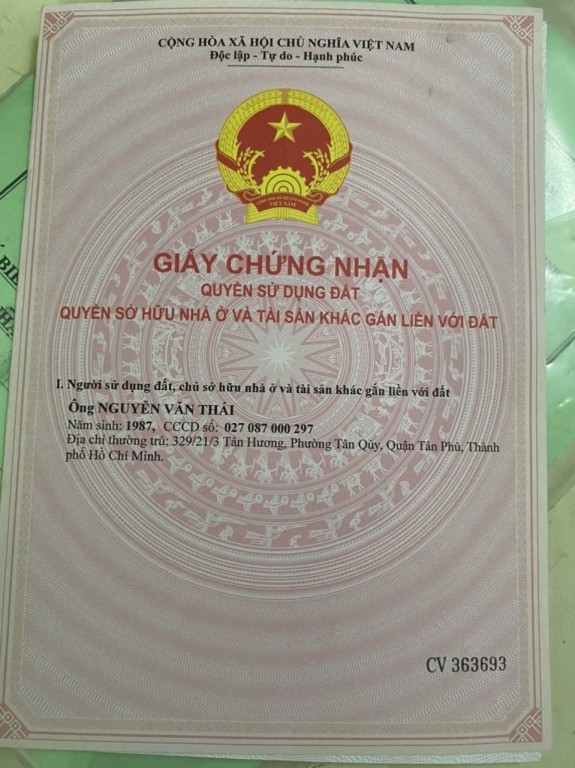 CỘNG HÒA XÃ HỘI CHỦ NGHĨA VIỆT NAM
Độc lập - Tự do - Hạnh phúc
VIỆT NAM
GIẤY CHỨNG NHẬN
QUYỀN SỬ DỤNG ĐẤT
QUYỀN SỞ HỮU NHÀ Ở VÀ TÀI SẢN KHÁC GẮN LIỀN VỚI ĐẤT
I. Người sử dụng đất, chủ sở hữu nhà ở và tài sản khác gắn liền với đất
Ông NGUYỄN VĂN THÁI
Năm sinh: 1987, CCCD số: 027 087 000 297
Địa chỉ thường trú: 329/21/3 Tân Hương, Phường Tân Qúy, Quận Tân Phú, Thành
phố Hồ Chí Minh.
CV 363693